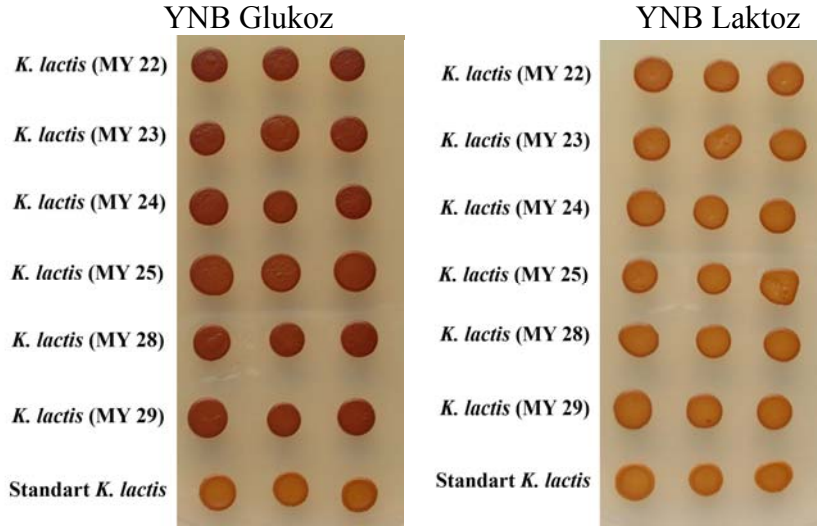 YNB Glukoz
K. lactis (MY 22)
K. lactis (MY 23)
K. lactis (MY 24)
K. lactis (MY 25)
K. lactis (MY 28)
K. lactis (MY 29)
Standart K. lactis
YNB Laktoz
K. lactis (MY 22)
K. lactis (MY 23)
K. lactis (MY 24)
K. lactis (MY 25)
K. lactis (MY 28)
K. lactis (MY 29)
Standart K. lactis